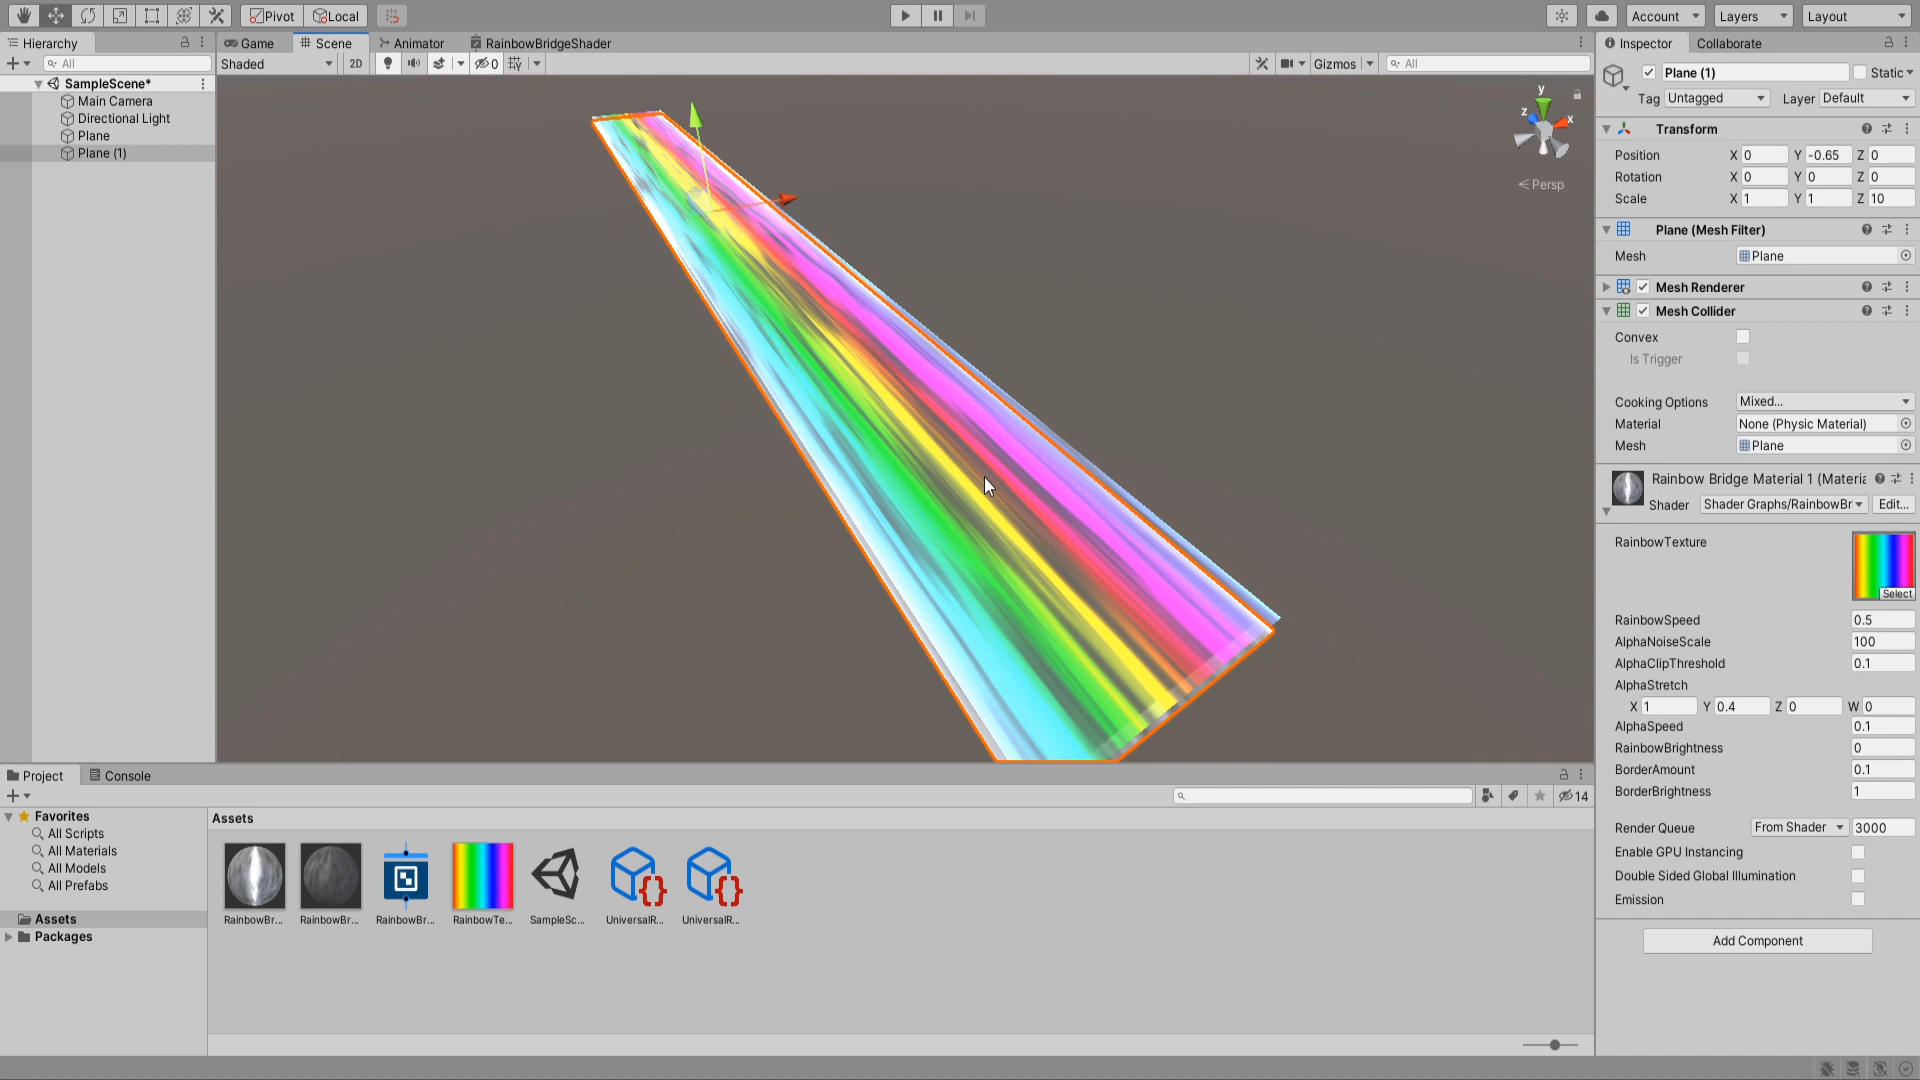 Pivot
Local
Account
Layers
Layout
Hierarchy
All
SampleScene*
Main Camera
Directional Light
Plane
Plane (1)
Game
Scene
Animator
RainbowBridgeShader
Shaded
2D
0
Gizmos
All
y
z
x
Persp
Inspector
Collaborate
Plane (1)
Static
Tag Untagged
Layer Default
Transform
Position X 0 Y -0.65 Z 0
Rotation X 0 Y 0 Z 0
Scale X 1 Y 1 Z 10
Plane (Mesh Filter)
Mesh Plane
Mesh Renderer
Mesh Collider
Convex
Is Trigger
Cooking Options Mixed...
Material None (Physic Material)
Mesh Plane
Rainbow Bridge Material 1 (Materia
Shader Shader Graphs/RainbowBr Edit...
RainbowTexture
Select
RainbowSpeed 0.5
AlphaNoiseScale 100
AlphaClipThreshold 0.1
AlphaStretch
X 1 Y 0.4 Z 0 W 0
AlphaSpeed 0.1
RainbowBrightness 0
BorderAmount 0.1
BorderBrightness 1
Render Queue From Shader 3000
Enable GPU Instancing
Double Sided Global Illumination
Emission
Add Component
Project
Console
14
Favorites
All Scripts
All Materials
All Models
All Prefabs
Assets
Packages
Assets
RainbowBr...
RainbowBr...
RainbowBr...
RainbowTe...
SampleSc...
UniversalR...
UniversalR...